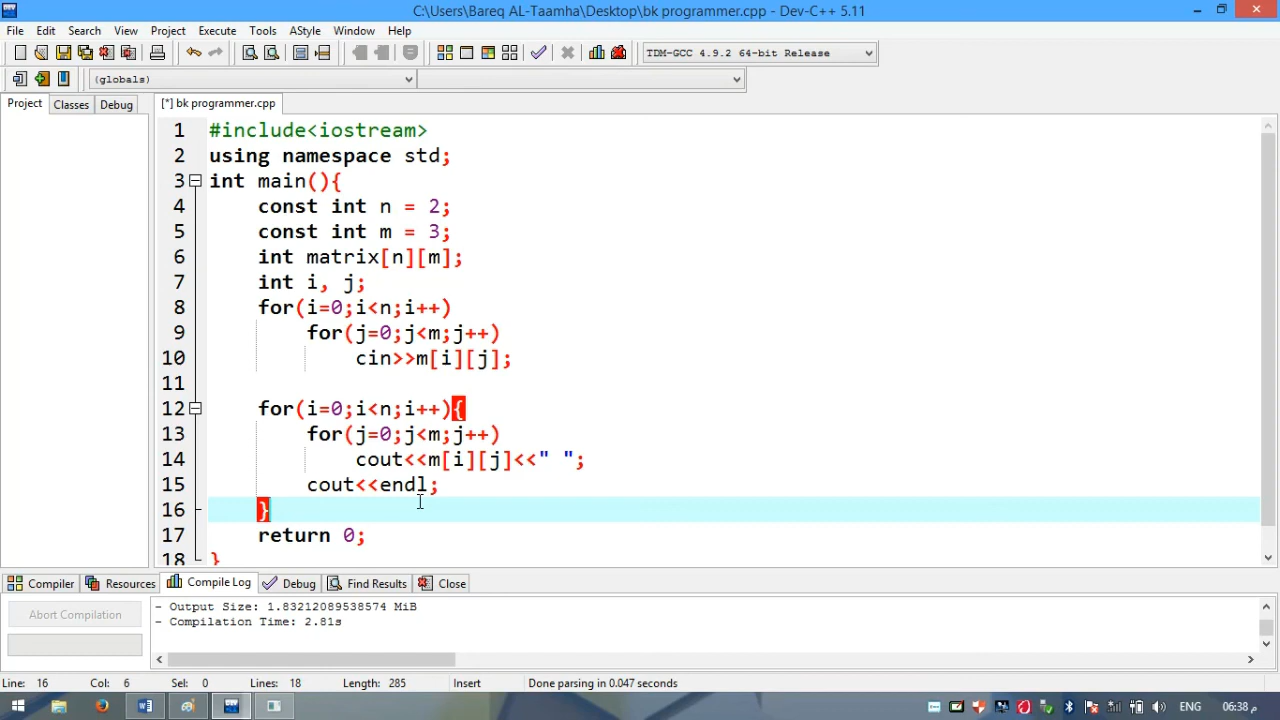 C:\Users\Bareq AL-Taamha\Desktop\bk programmer.cpp - Dev-C++ 5.11
File Edit Search View Project Execute Tools AStyle Window Help
TDM-GCC 4.9.2 64-bit Release
(globals)
Project Classes Debug [*] bk programmer.cpp
1 #include<iostream>
2 using namespace std;
3 int main(){
4 const int n = 2;
5 const int m = 3;
6 int matrix[n][m];
7 int i, j;
8 for(i=0;i<n;i++)
9 for(j=0;j<m;j++)
10 cin>>m[i][j];
11
12 for(i=0;i<n;i++){
13 for(j=0;j<m;j++)
14 cout<<m[i][j]<<" ";
15 cout<<endl;
16 }
17 return 0;
18 }
Compiler Resources Compile Log Debug Find Results Close
Abort Compilation
- Output Size: 1.83212089538574 MiB
- Compilation Time: 2.81s
Line: 16 Col: 6 Sel: 0 Lines: 18 Length: 285 Insert Done parsing in 0.047 seconds
ENG 06:38 م